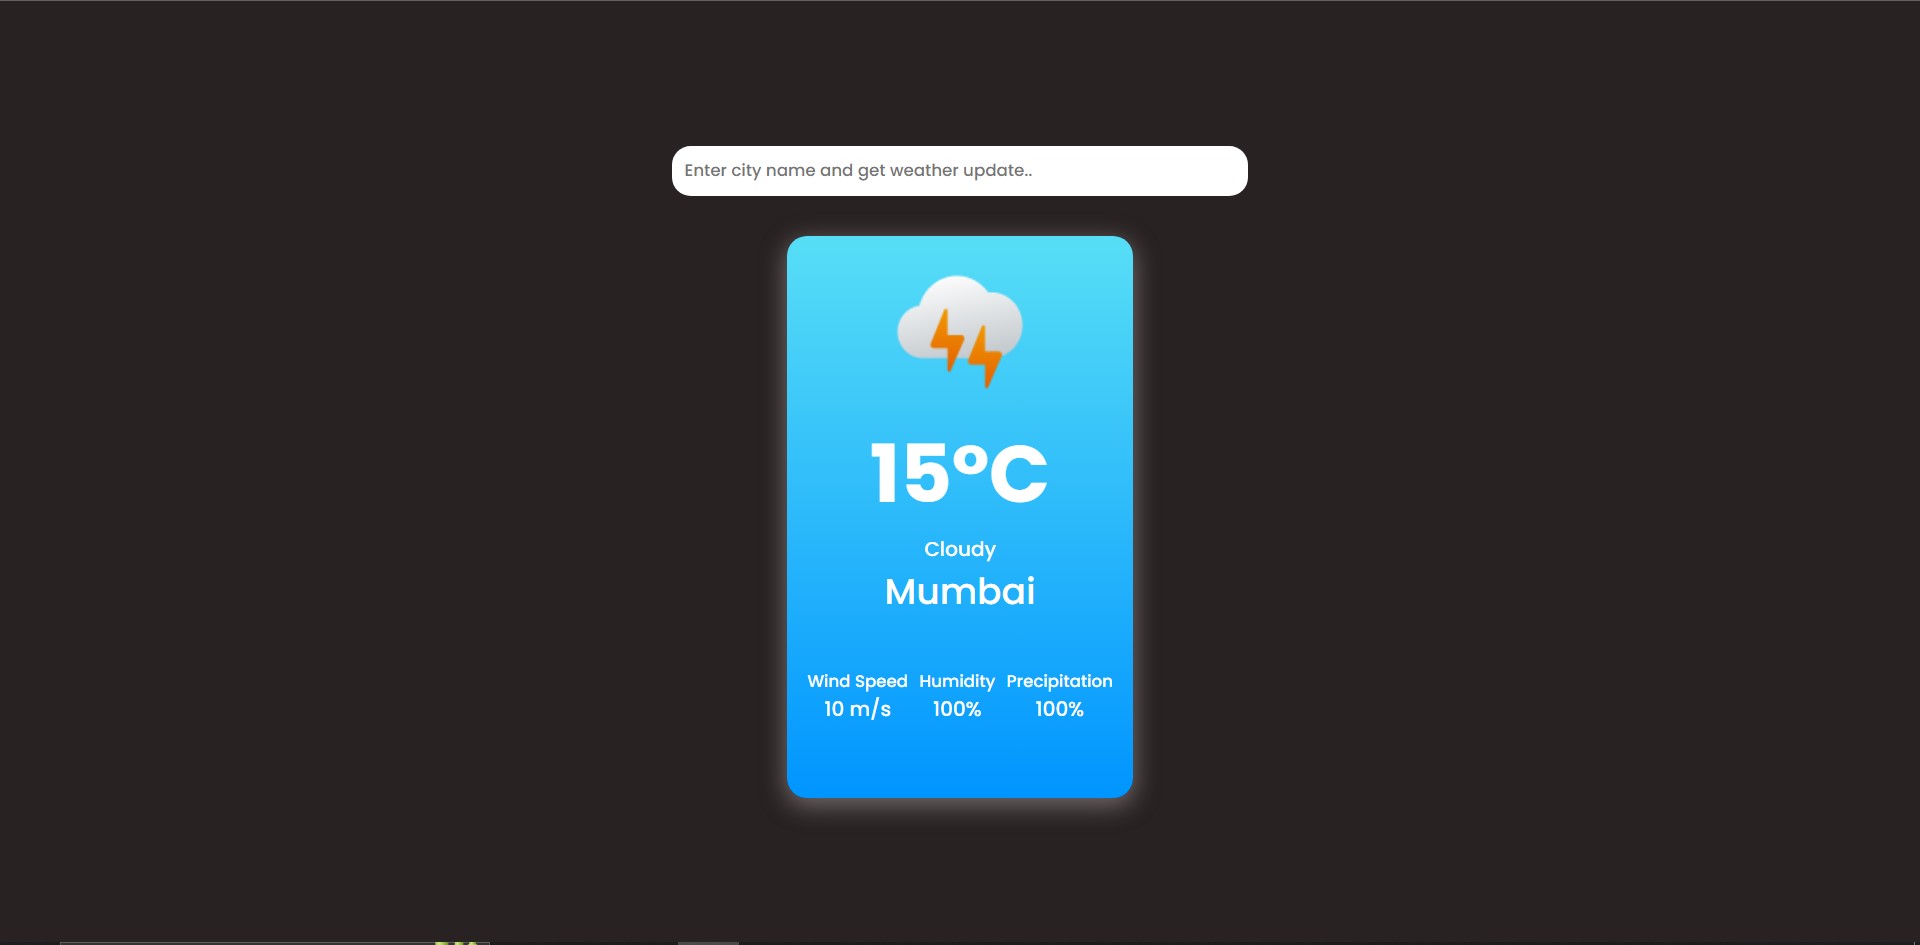 Enter city name and get weather update..
15°C
Cloudy
Mumbai
Wind Speed Humidity Precipitation
10 m/s 100% 100%